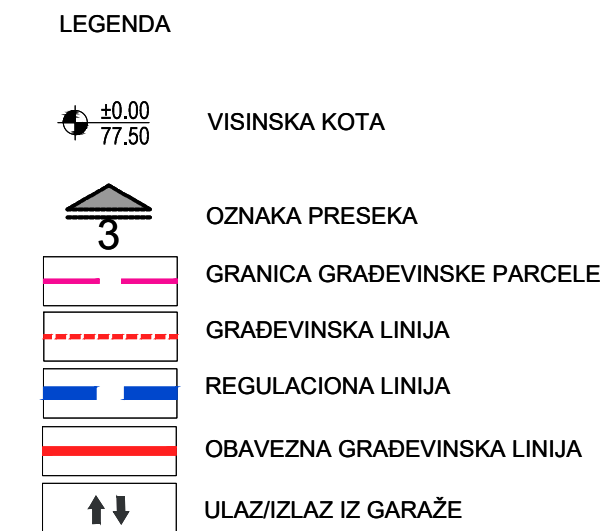 LEGENDA
±0.00
77.50
VISINSKA KOTA
3
OZNAKA PRESEKA
GRANICA GRAĐEVINSKE PARCELE
GRAĐEVINSKA LINIJA
REGULACIONA LINIJA
OBAVEZNA GRAĐEVINSKA LINIJA
ULAZ/IZLAZ IZ GARAŽE